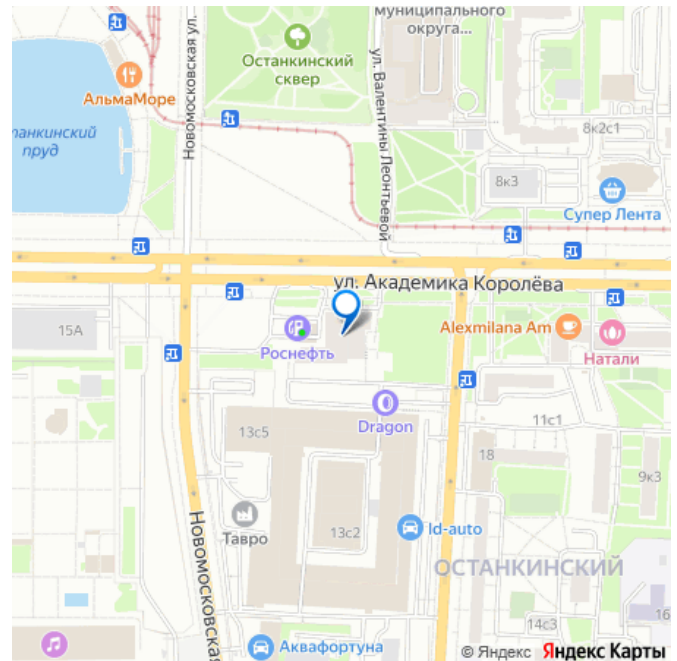 муниципального
округа...
Останкинский
сквер
АльмаМоре
Новомосковская ул.
ул. Валентины Леонтьевой
танкинский
пруд
8к2с1
8к3
Супер Лента
ул. Академика Королёва
15А
Роснефть
Alexmilana Am
Натали
Dragon
13с5
11с1
18
9к3
Тавро
13с2
Id-auto
Новомосковская
ОСТАНКИНСКИЙ
16
14с3
Аквафортуна
© Яндекс Яндекс Карты